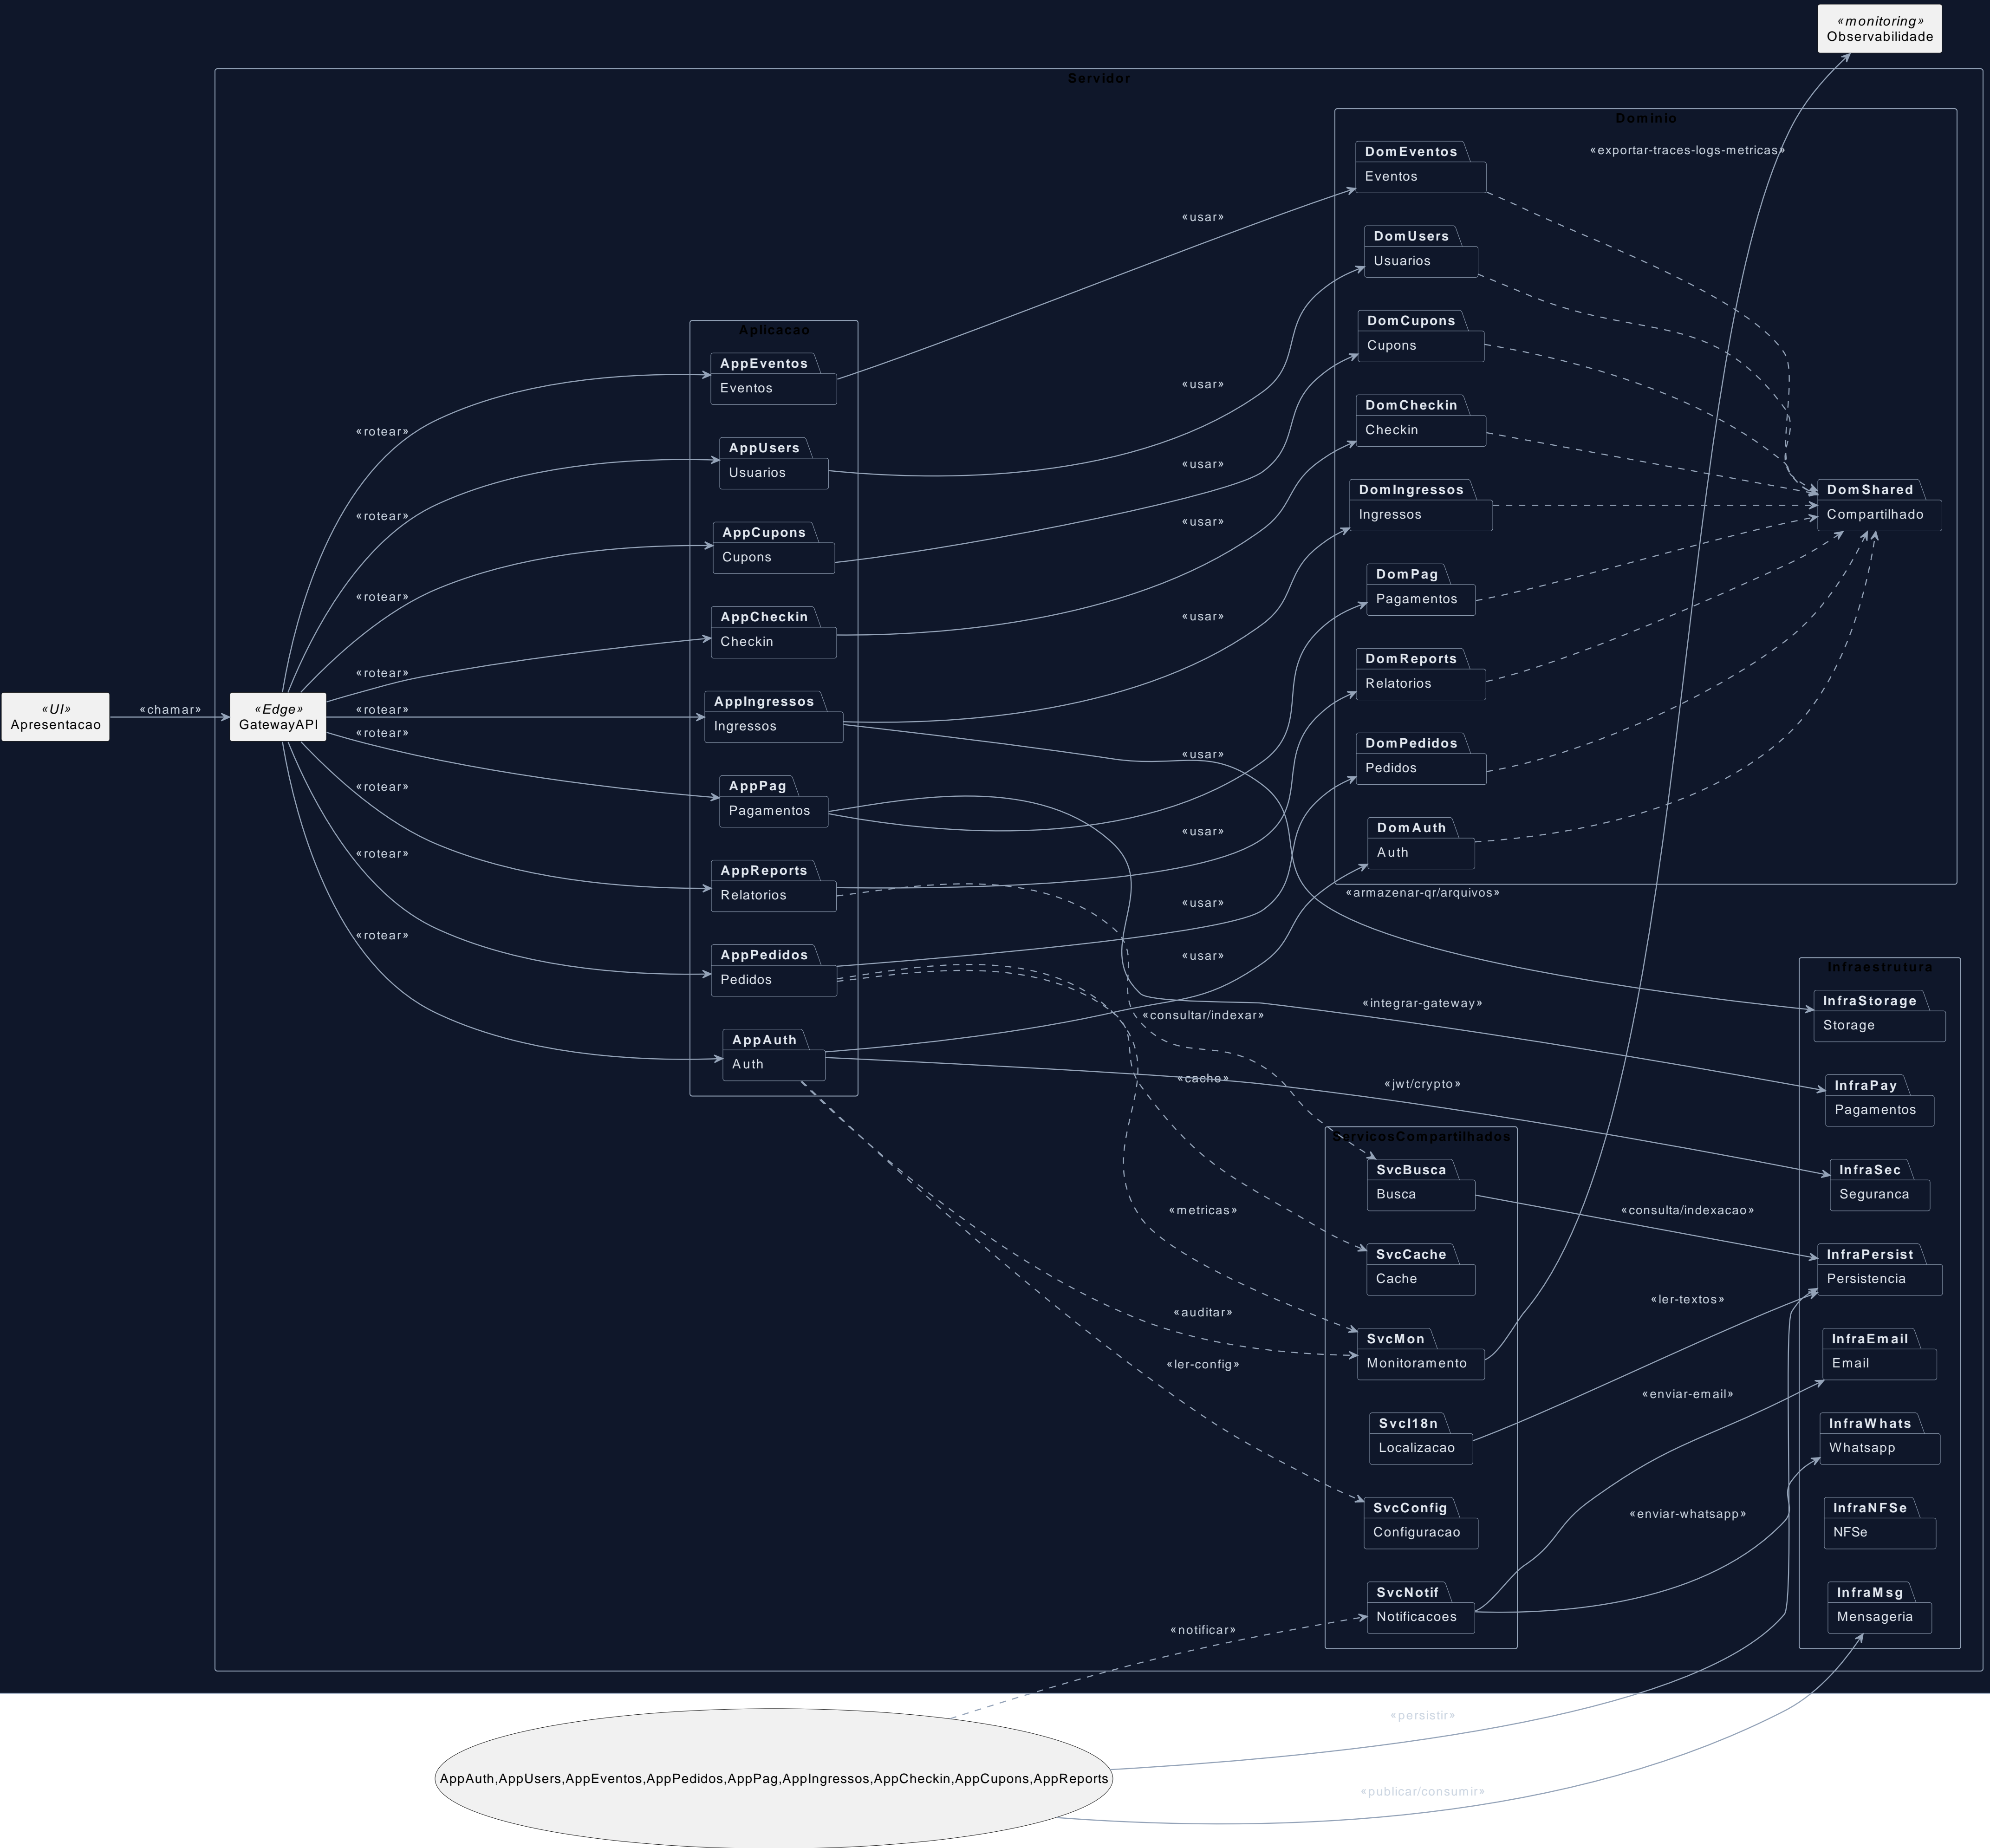 «monitoring»
Observabilidade
Servidor
Dominio
«exportar-traces-logs-metricas»
DomEventos
Eventos
«usar»
DomUsers
Usuarios
DomCupons
Cupons
Aplicacao
AppEventos
Eventos
«usar»
DomCheckin
Checkin
«rotear»
AppUsers
Usuarios
«usar»
DomIngressos
Ingressos
DomShared
Compartilhado
«rotear»
AppCupons
Cupons
«usar»
DomPag
Pagamentos
«rotear»
AppCheckin
Checkin
«usar»
DomReports
Relatorios
«rotear»
«UI»
Apresentacao
«chamar»
«Edge»
GatewayAPI
«rotear»
«rotear»
AppIngressos
Ingressos
«usar»
DomPedidos
Pedidos
«rotear»
AppPag
Pagamentos
«usar»
DomAuth
Auth
«rotear»
AppReports
Relatorios
«usar»
«armazenar-qr/arquivos»
«rotear»
AppPedidos
Pedidos
«usar»
Infraestrutura
InfraStorage
Storage
«integrar-gateway»
«consultar/indexar»
AppAuth
Auth
«cache»
«jwt/crypto»
InfraPay
Pagamentos
ServicosCompartilhados
SvcBusca
Busca
InfraSec
Seguranca
«metricas»
«consulta/indexacao»
SvcCache
Cache
InfraPersist
Persistencia
«ler-textos»
«auditar»
SvcMon
Monitoramento
InfraEmail
Email
«ler-config»
«enviar-email»
SvcI18n
Localizacao
InfraWhats
Whatsapp
SvcConfig
Configuracao
«enviar-whatsapp»
InfraNFSe
NFSe
SvcNotif
Notificacoes
InfraMsg
Mensageria
«notificar»
«persistir»
AppAuth,AppUsers,AppEventos,AppPedidos,AppPag,AppIngressos,AppCheckin,AppCupons,AppReports
«publicar/consumir»